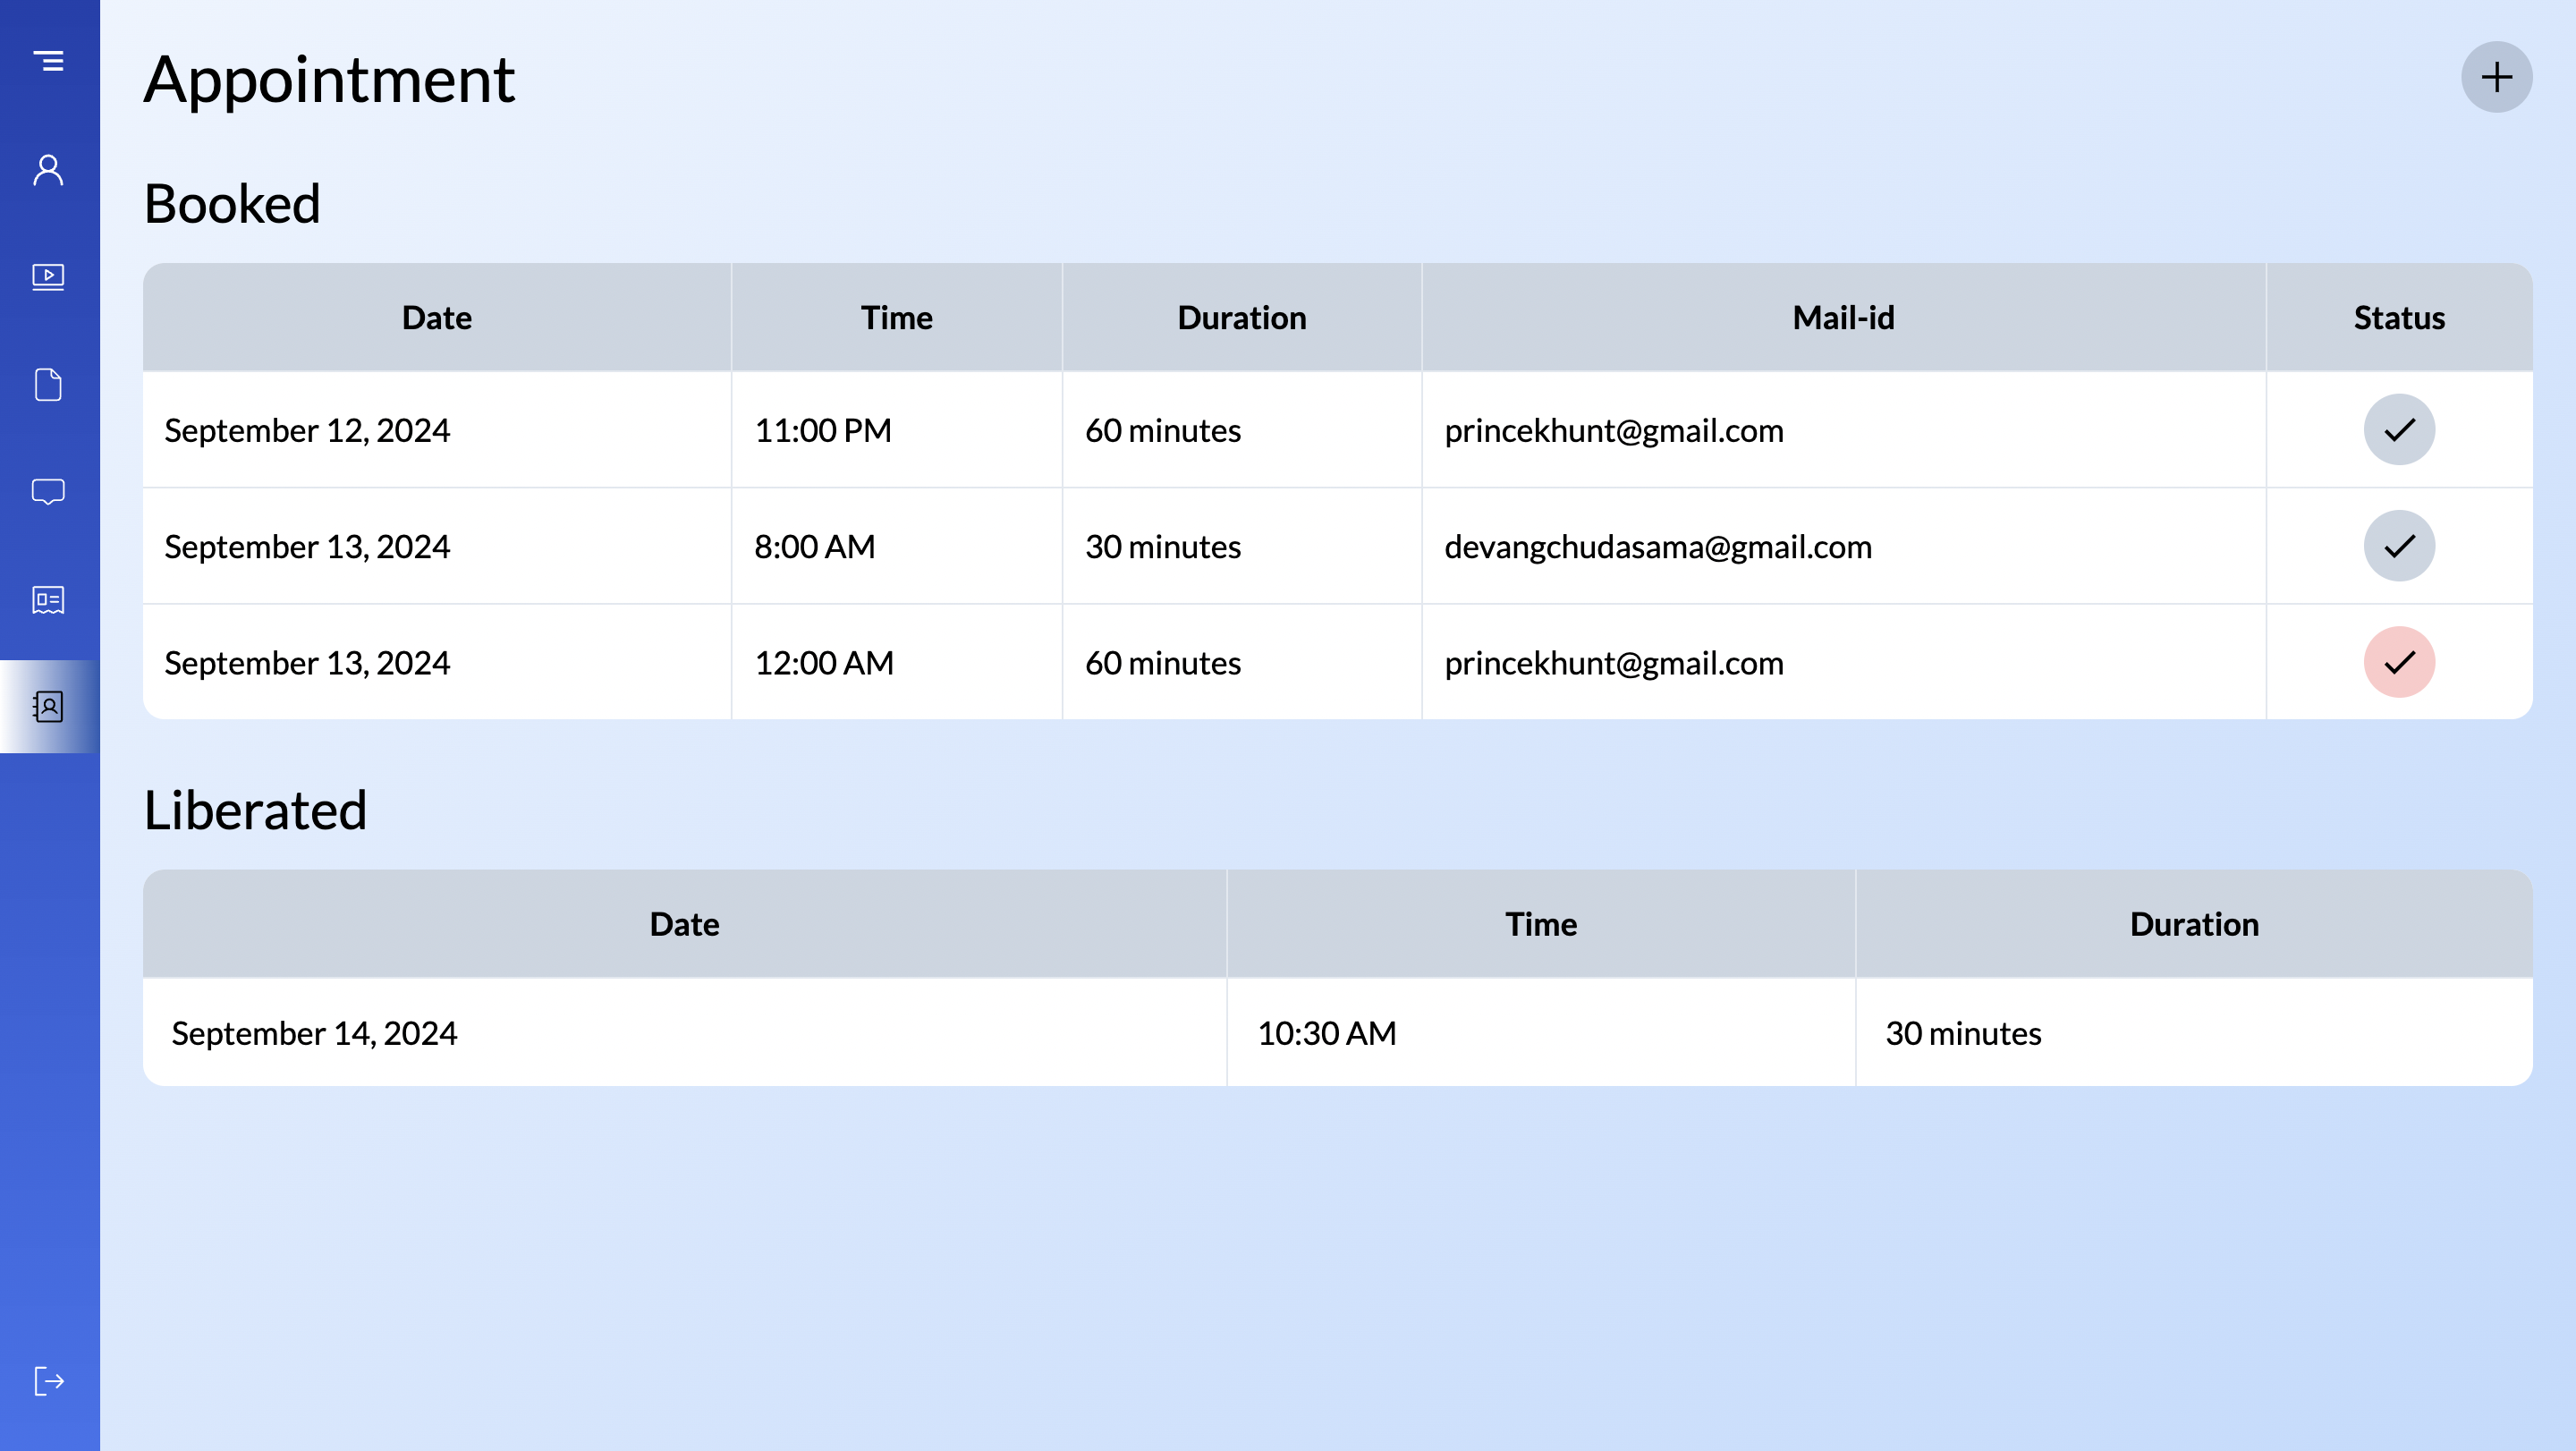 Appointment
Booked
Date Time Duration Mail-id Status
September 12, 2024 11:00 PM 60 minutes princekhunt@gmail.com
September 13, 2024 8:00 AM 30 minutes devangchudasama@gmail.com
September 13, 2024 12:00 AM 60 minutes princekhunt@gmail.com
Liberated
Date Time Duration
September 14, 2024 10:30 AM 30 minutes